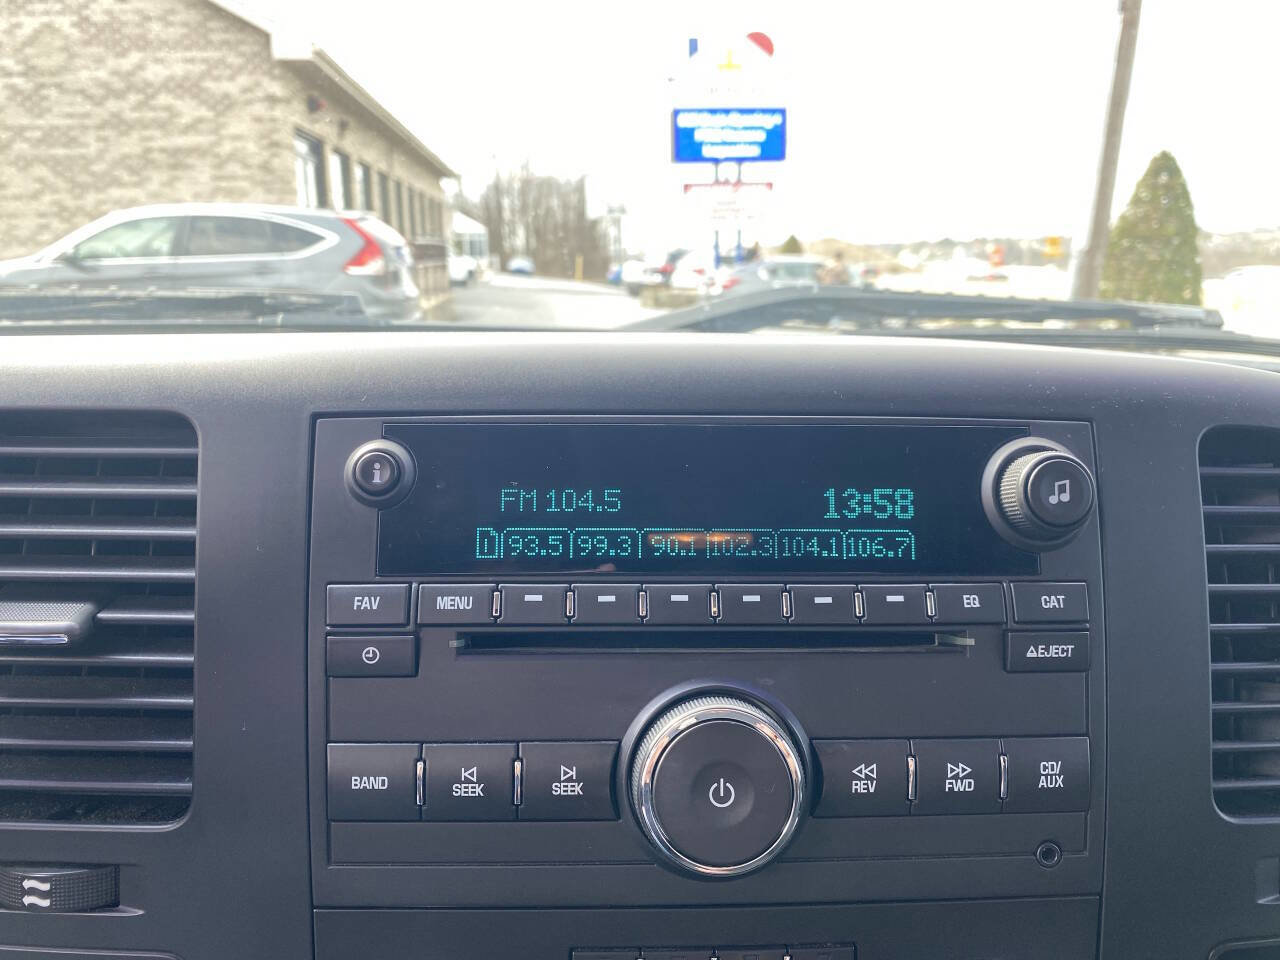 FM 104.5 13:58
1 93.5 99.3 90.1 102.3 104.1 106.7
FAV MENU EQ CAT
EJECT
BAND SEEK SEEK REV FWD CD/
AUX